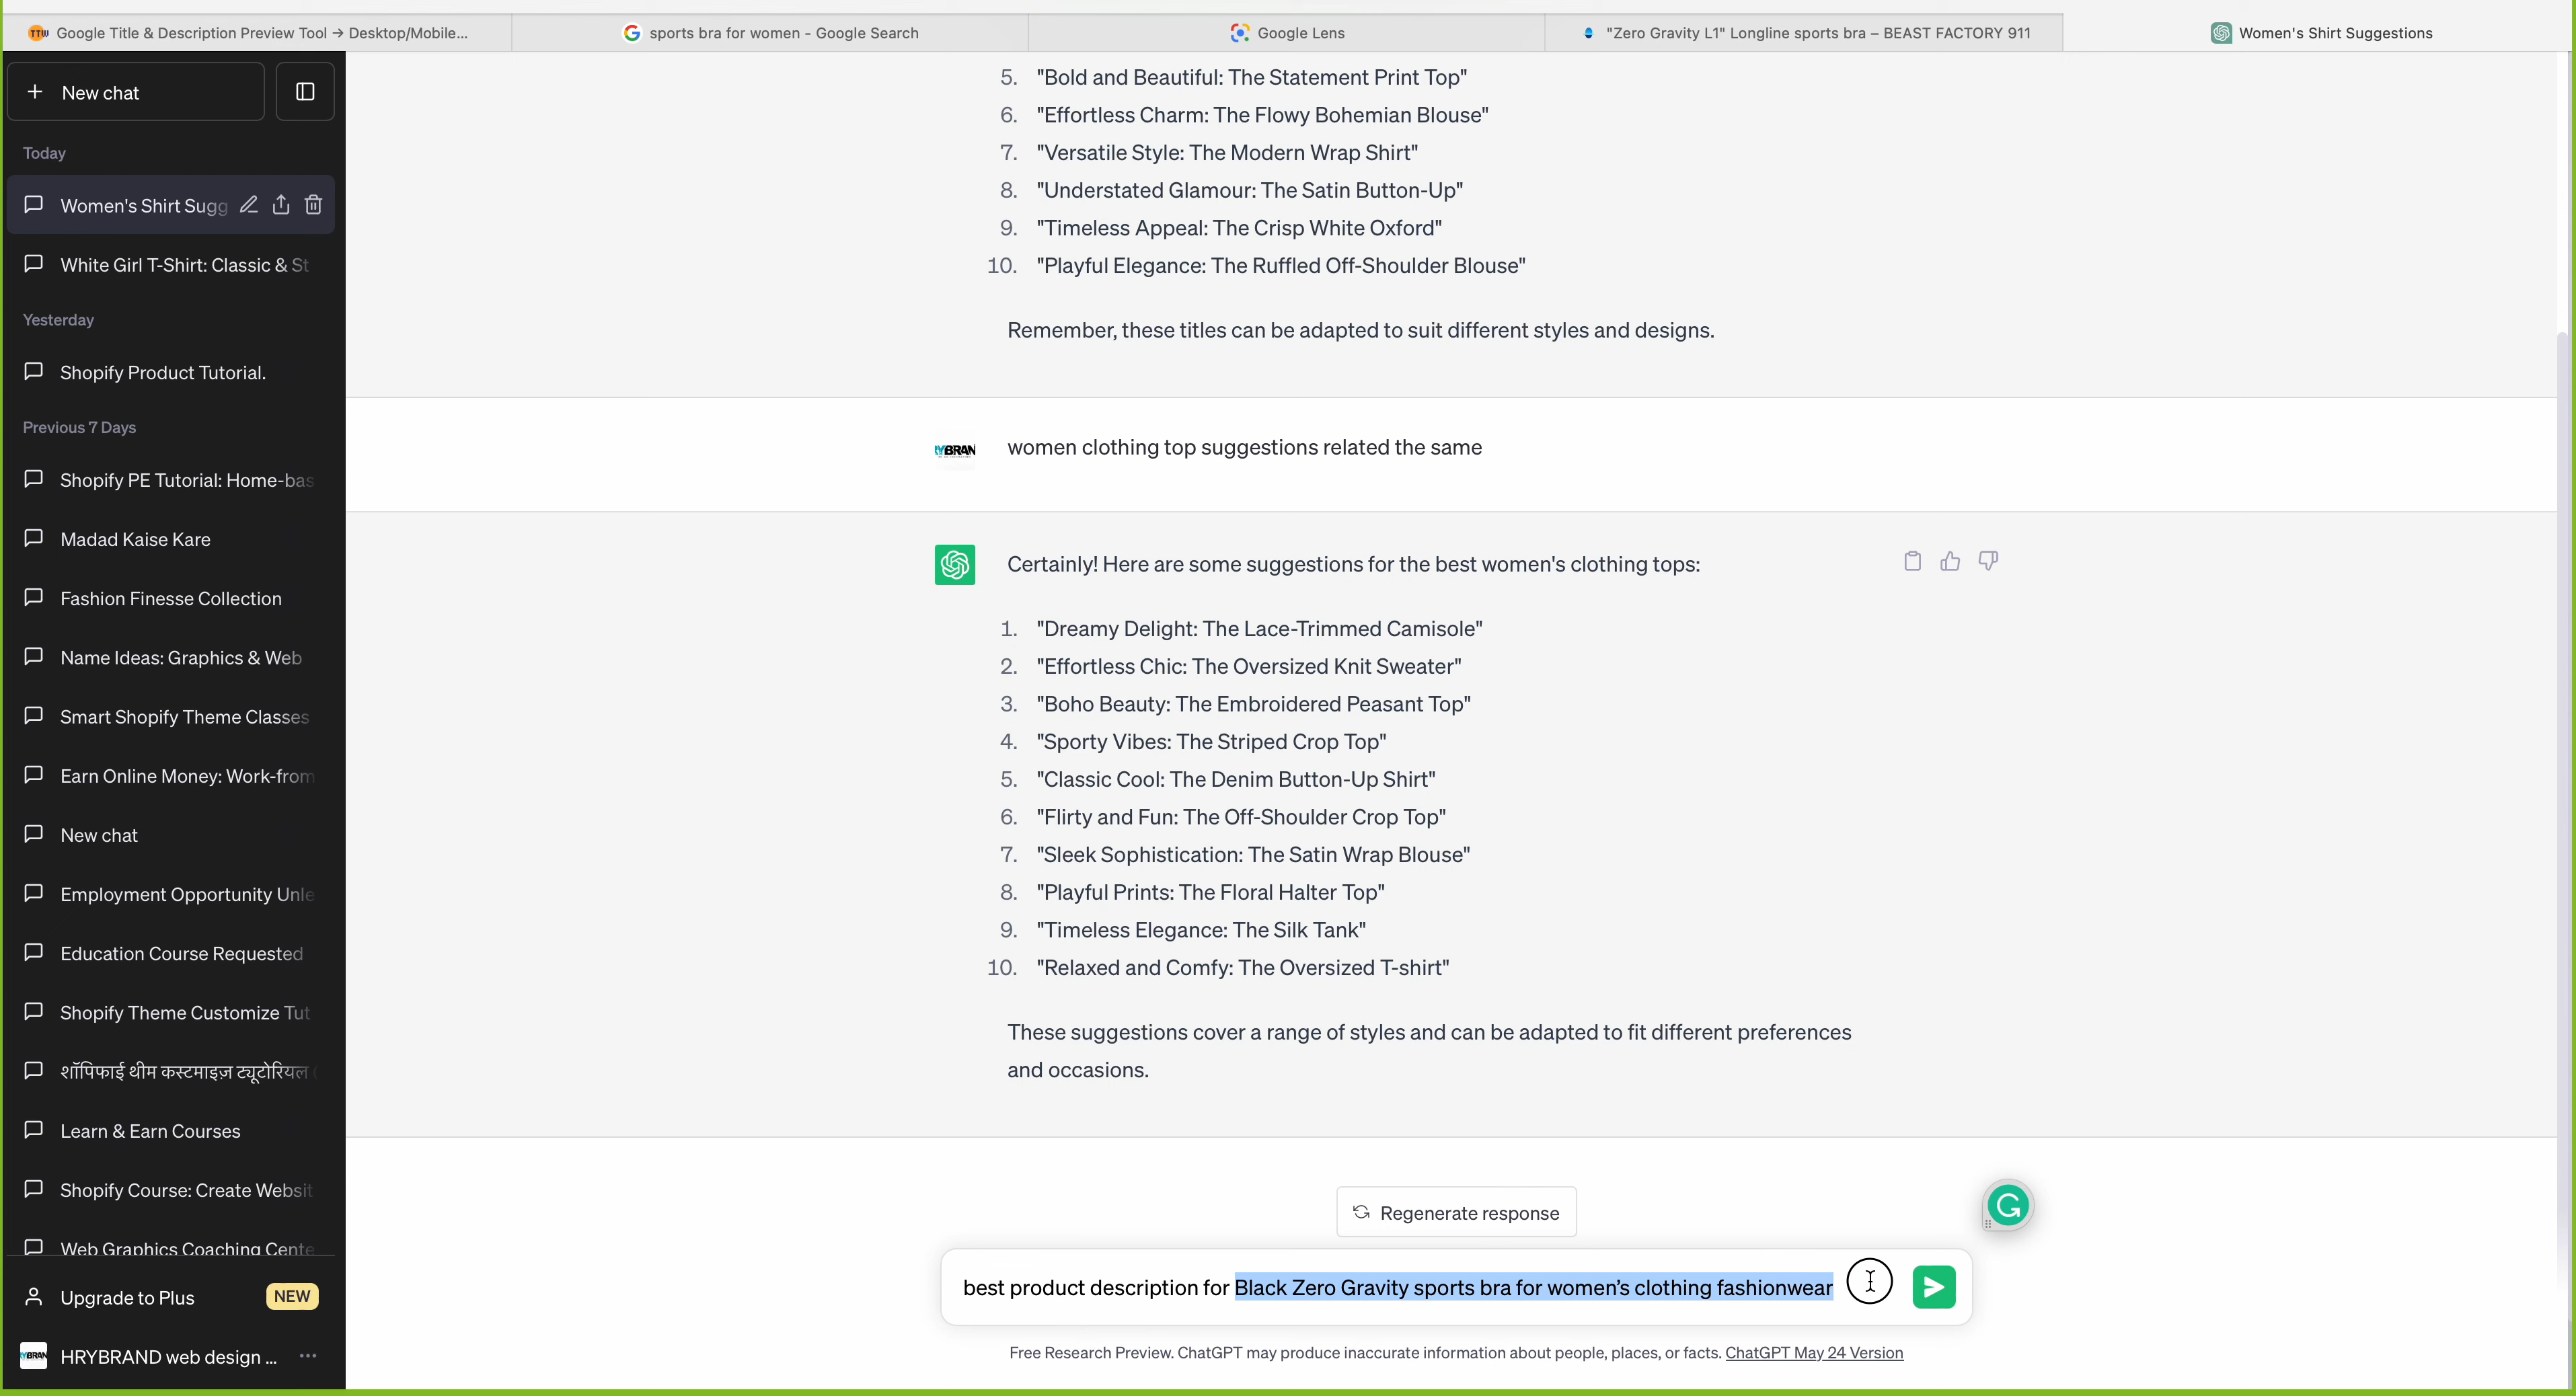 Google Title & Description Preview Tool → Desktop/Mobile...
sports bra for women - Google Search
Google Lens
"Zero Gravity L1" Longline sports bra – BEAST FACTORY 911
Women's Shirt Suggestions
New chat
Today
Women's Shirt Sugg
White Girl T-Shirt: Classic & St
Yesterday
Shopify Product Tutorial.
Previous 7 Days
Shopify PE Tutorial: Home-bas
Madad Kaise Kare
Fashion Finesse Collection
Name Ideas: Graphics & Web
Smart Shopify Theme Classes
Earn Online Money: Work-from
New chat
Employment Opportunity Unle
Education Course Requested
Shopify Theme Customize Tut
शॉपिफाई थीम कस्टमाइज़ ट्यूटोरियल (
Learn & Earn Courses
Shopify Course: Create Websit
Web Graphics Coaching Cente
Upgrade to Plus
NEW
HRYBRAND web design ...
5. "Bold and Beautiful: The Statement Print Top"
6. "Effortless Charm: The Flowy Bohemian Blouse"
7. "Versatile Style: The Modern Wrap Shirt"
8. "Understated Glamour: The Satin Button-Up"
9. "Timeless Appeal: The Crisp White Oxford"
10. "Playful Elegance: The Ruffled Off-Shoulder Blouse"
Remember, these titles can be adapted to suit different styles and designs.
women clothing top suggestions related the same
Certainly! Here are some suggestions for the best women's clothing tops:
1. "Dreamy Delight: The Lace-Trimmed Camisole"
2. "Effortless Chic: The Oversized Knit Sweater"
3. "Boho Beauty: The Embroidered Peasant Top"
4. "Sporty Vibes: The Striped Crop Top"
5. "Classic Cool: The Denim Button-Up Shirt"
6. "Flirty and Fun: The Off-Shoulder Crop Top"
7. "Sleek Sophistication: The Satin Wrap Blouse"
8. "Playful Prints: The Floral Halter Top"
9. "Timeless Elegance: The Silk Tank"
10. "Relaxed and Comfy: The Oversized T-shirt"
These suggestions cover a range of styles and can be adapted to fit different preferences
and occasions.
Regenerate response
best product description for Black Zero Gravity sports bra for women’s clothing fashionwear
Free Research Preview. ChatGPT may produce inaccurate information about people, places, or facts. ChatGPT May 24 Version